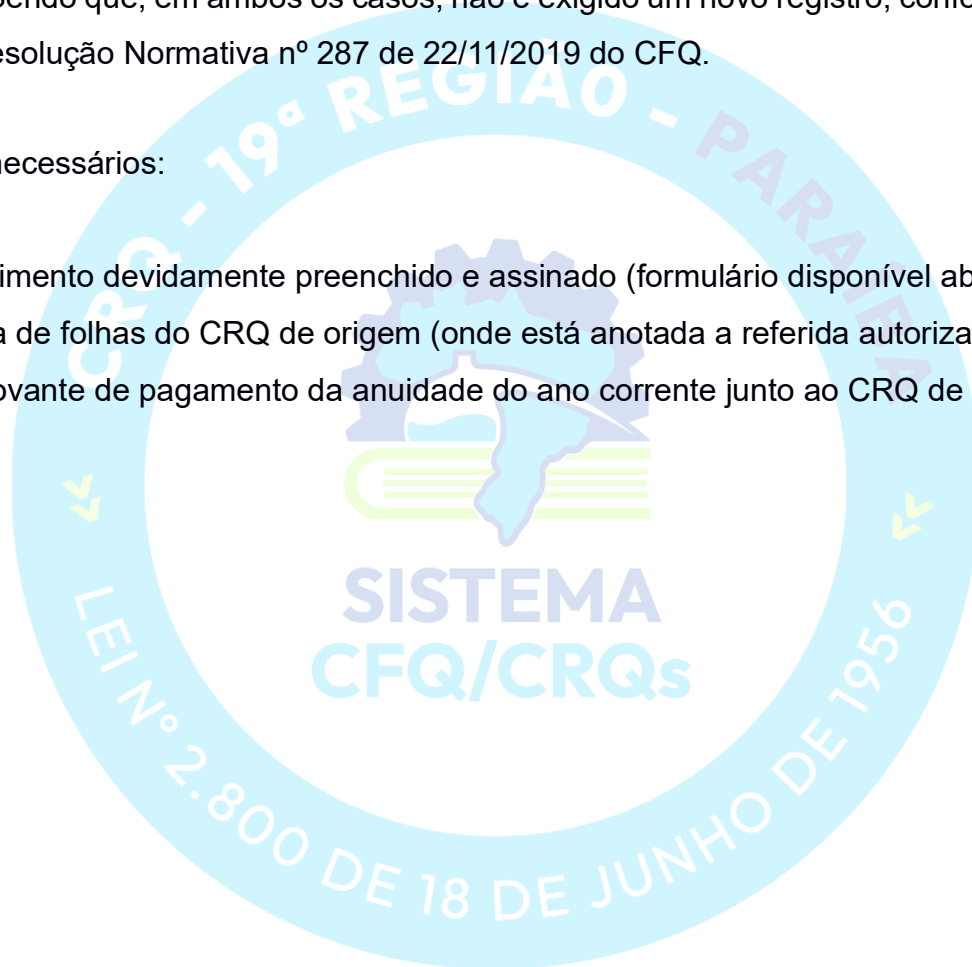 Sendo que, em ambos os casos, não é exigido um novo registro, confo
esolução Normativa nº 287 de 22/11/2019 do CFQ.
necessários:
imento devidamente preenchido e assinado (formulário disponível ab
a de folhas do CRQ de origem (onde está anotada a referida autoriza
ovante de pagamento da anuidade do ano corrente junto ao CRQ de
CRQ - 19ª REGIÃO - PARAÍBA
SISTEMA
CFQ/CRQs
LEI Nº 2.800 DE 18 DE JUNHO DE 1956